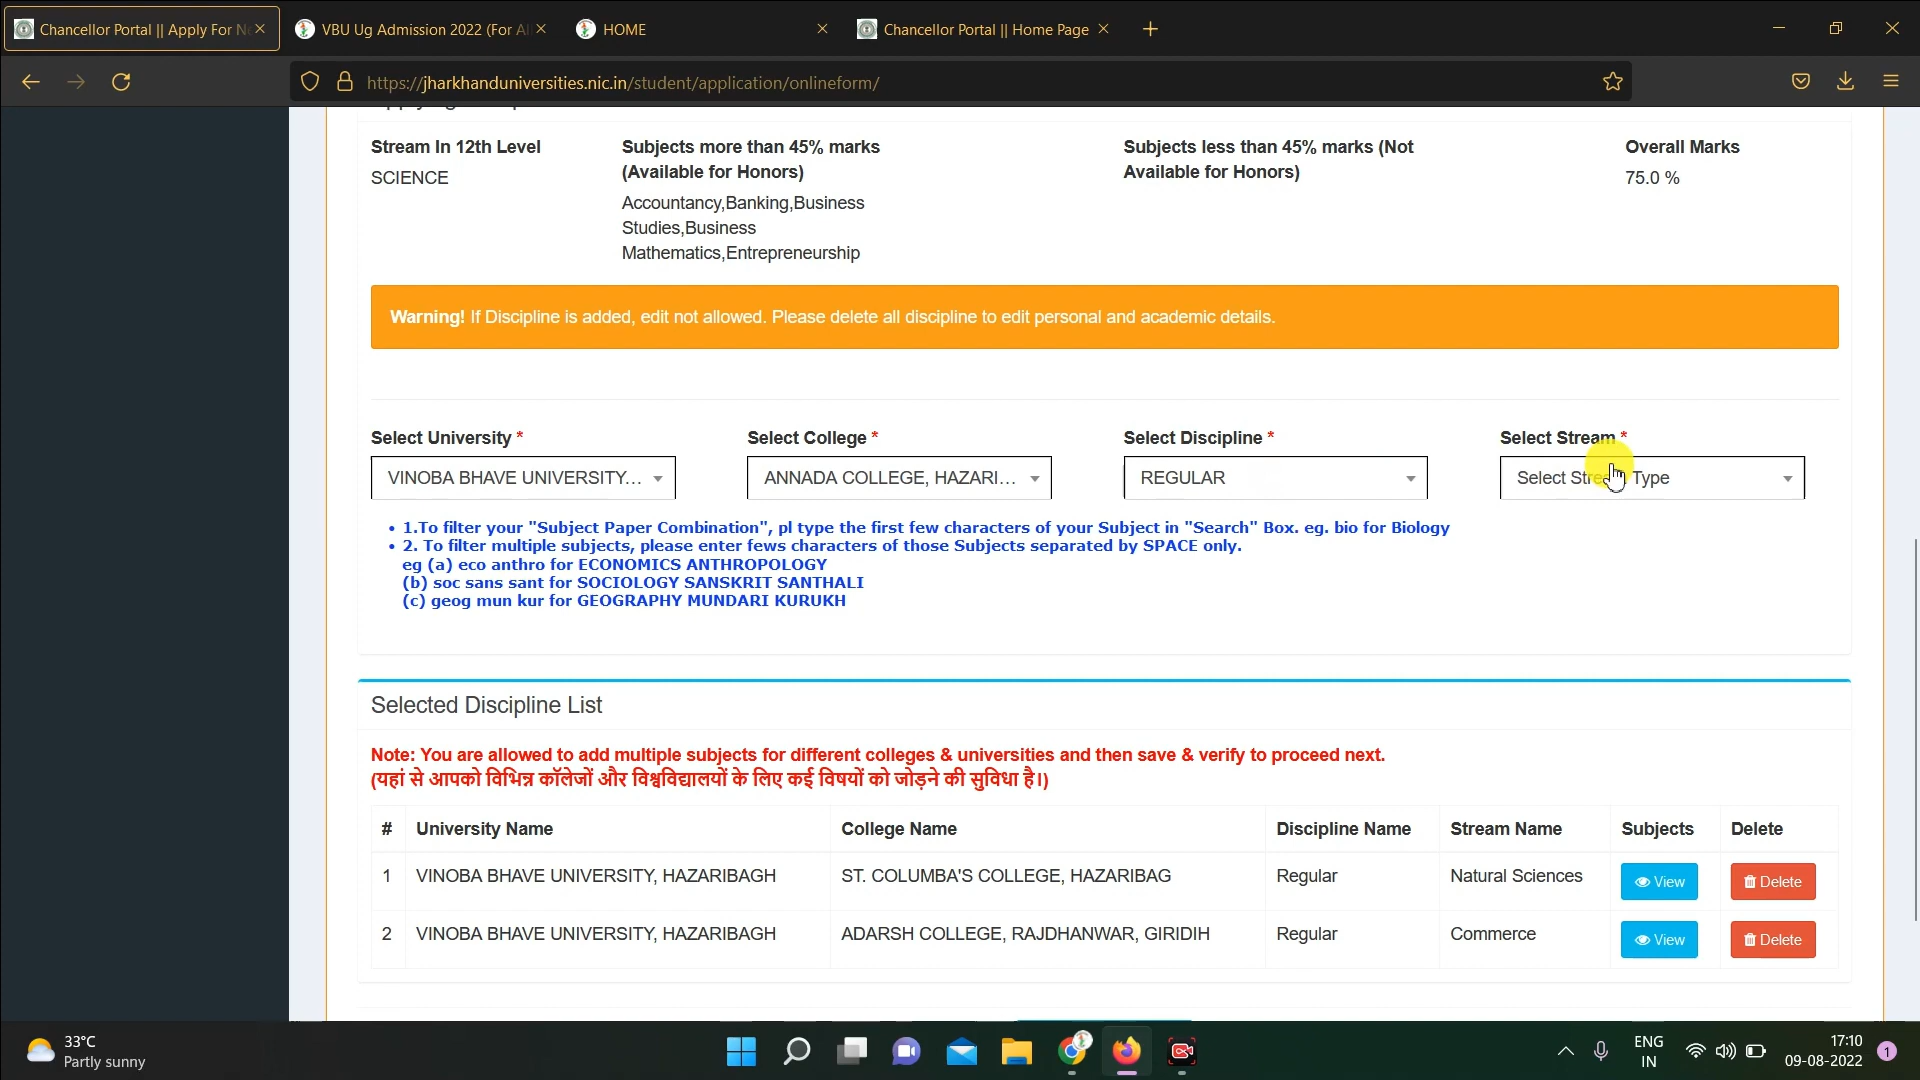 Chancellor Portal || Apply For Ne
VBU Ug Admission 2022 (For Al
HOME
Chancellor Portal || Home Page
https://jharkhanduniversities.nic.in/student/application/onlineform/
Stream In 12th Level
SCIENCE
Subjects more than 45% marks
(Available for Honors)
Accountancy,Banking,Business
Studies,Business
Mathematics,Entrepreneurship
Subjects less than 45% marks (Not
Available for Honors)
Overall Marks
75.0 %
Warning! If Discipline is added, edit not allowed. Please delete all discipline to edit personal and academic details.
Select University *
VINOBA BHAVE UNIVERSITY...
Select College *
ANNADA COLLEGE, HAZARI...
Select Discipline *
REGULAR
Select Stream *
Select Stream Type
• 1.To filter your "Subject Paper Combination", pl type the first few characters of your Subject in "Search" Box. eg. bio for Biology
• 2. To filter multiple subjects, please enter fews characters of those Subjects separated by SPACE only.
eg (a) eco anthro for ECONOMICS ANTHROPOLOGY
(b) soc sans sant for SOCIOLOGY SANSKRIT SANTHALI
(c) geog mun kur for GEOGRAPHY MUNDARI KURUKH
Selected Discipline List
Note: You are allowed to add multiple subjects for different colleges & universities and then save & verify to proceed next.
(यहां से आपको विभिन्न कॉलेजों और विश्वविद्यालयों के लिए कई विषयों को जोड़ने की सुविधा है।)
# University Name College Name Discipline Name Stream Name Subjects Delete
1 VINOBA BHAVE UNIVERSITY, HAZARIBAGH ST. COLUMBA'S COLLEGE, HAZARIBAG Regular Natural Sciences View Delete
2 VINOBA BHAVE UNIVERSITY, HAZARIBAGH ADARSH COLLEGE, RAJDHANWAR, GIRIDIH Regular Commerce View Delete
33°C
Partly sunny
ENG
IN
17:10
09-08-2022
1